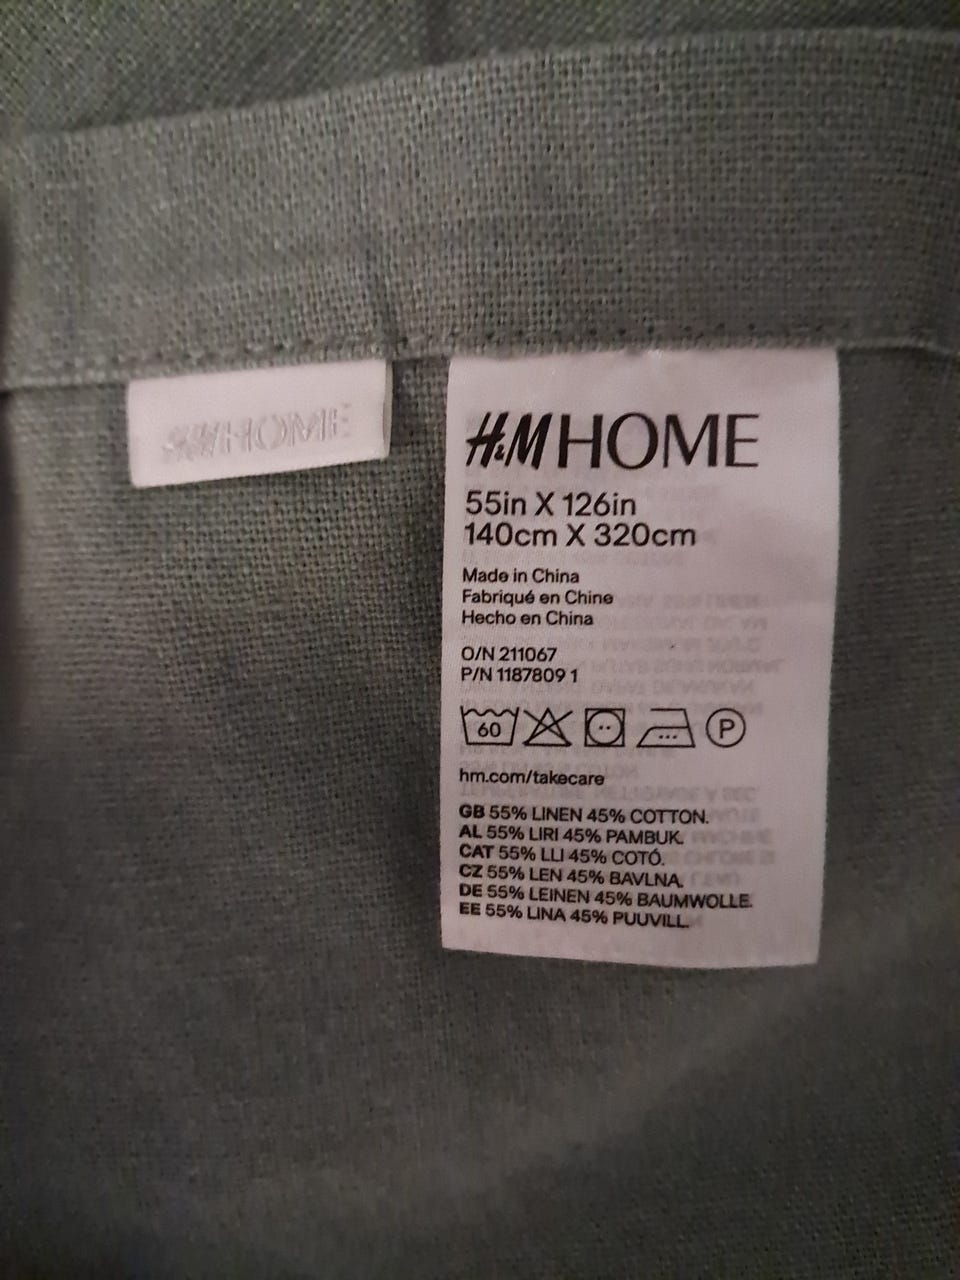 H&M HOME
55in X 126in
140cm X 320cm
Made in China
Fabriqué en Chine
Hecho en China
O/N 211067
P/N 1187809 1
60
P
hm.com/takecare
GB 55% LINEN 45% COTTON.
AL 55% LIRI 45% PAMBUK.
CAT 55% LLI 45% COTÓ.
CZ 55% LEN 45% BAVLNA.
DE 55% LEINEN 45% BAUMWOLLE.
EE 55% LINA 45% PUUVILL.
H&M HOME